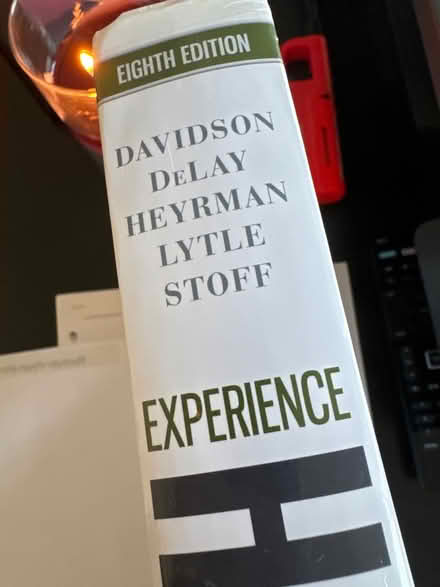 EIGHTH EDITION
DAVIDSON
DeLAY
HEYRMAN
LYTLE
STOFF
EXPERIENCE
H